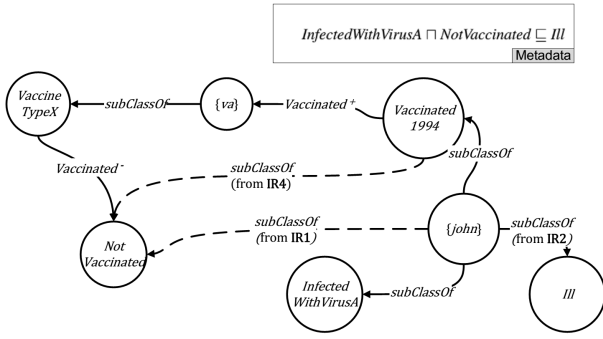 InfectedWithVirusA ⊓ NotVaccinated ⊑ Ill
Metadata
Vaccine
TypeX
subClassOf
{va}
Vaccinated⁺
Vaccinated
1994
subClassOf
Vaccinated⁻
subClassOf
(from IR4)
Not
Vaccinated
subClassOf
(from IR1)
{john}
subClassOf
(from IR2)
Infected
WithVirusA
subClassOf
Ill